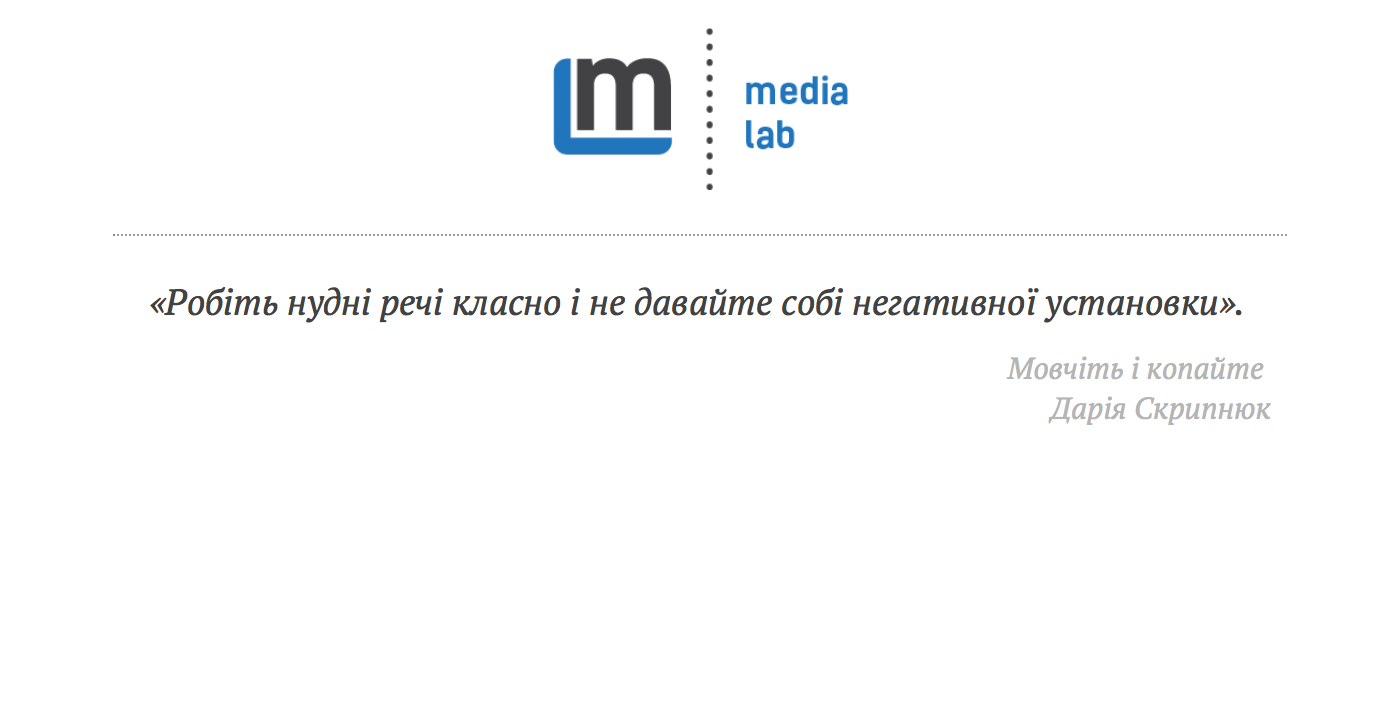 m
media
lab
«Робіть нудні речі класно і не давайте собі негативної установки».
Мовчіть і копайте
Дарія Скрипнюк